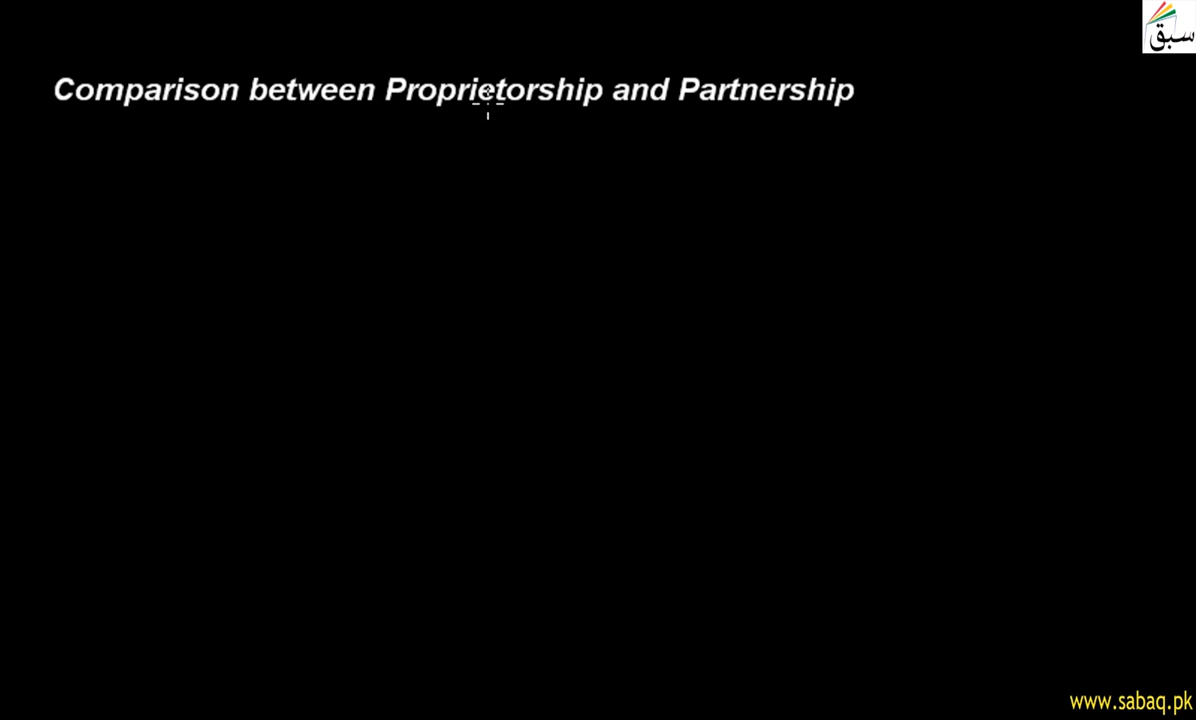 سبق
Comparison between Proprietorship and Partnership
www.sabaq.pk